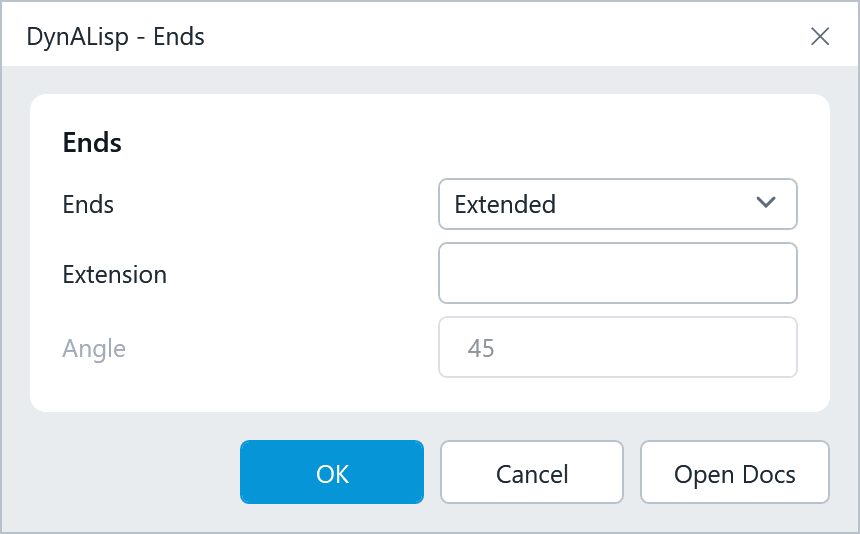 DynALisp - Ends
Ends
Ends Extended
Extension
Angle 45
OK Cancel Open Docs